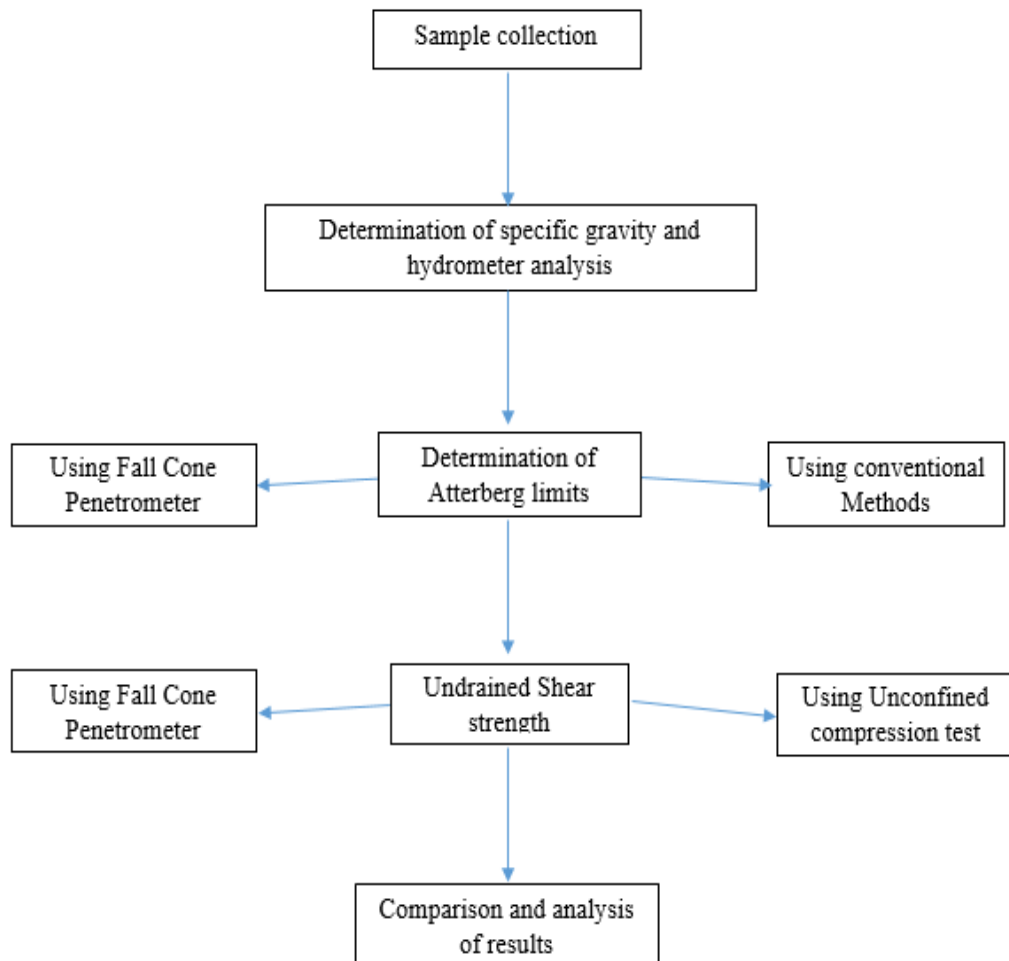 Sample collection
Determination of specific gravity and
hydrometer analysis
Using Fall Cone
Penetrometer
Determination of
Atterberg limits
Using conventional
Methods
Using Fall Cone
Penetrometer
Undrained Shear
strength
Using Unconfined
compression test
Comparison and analysis
of results